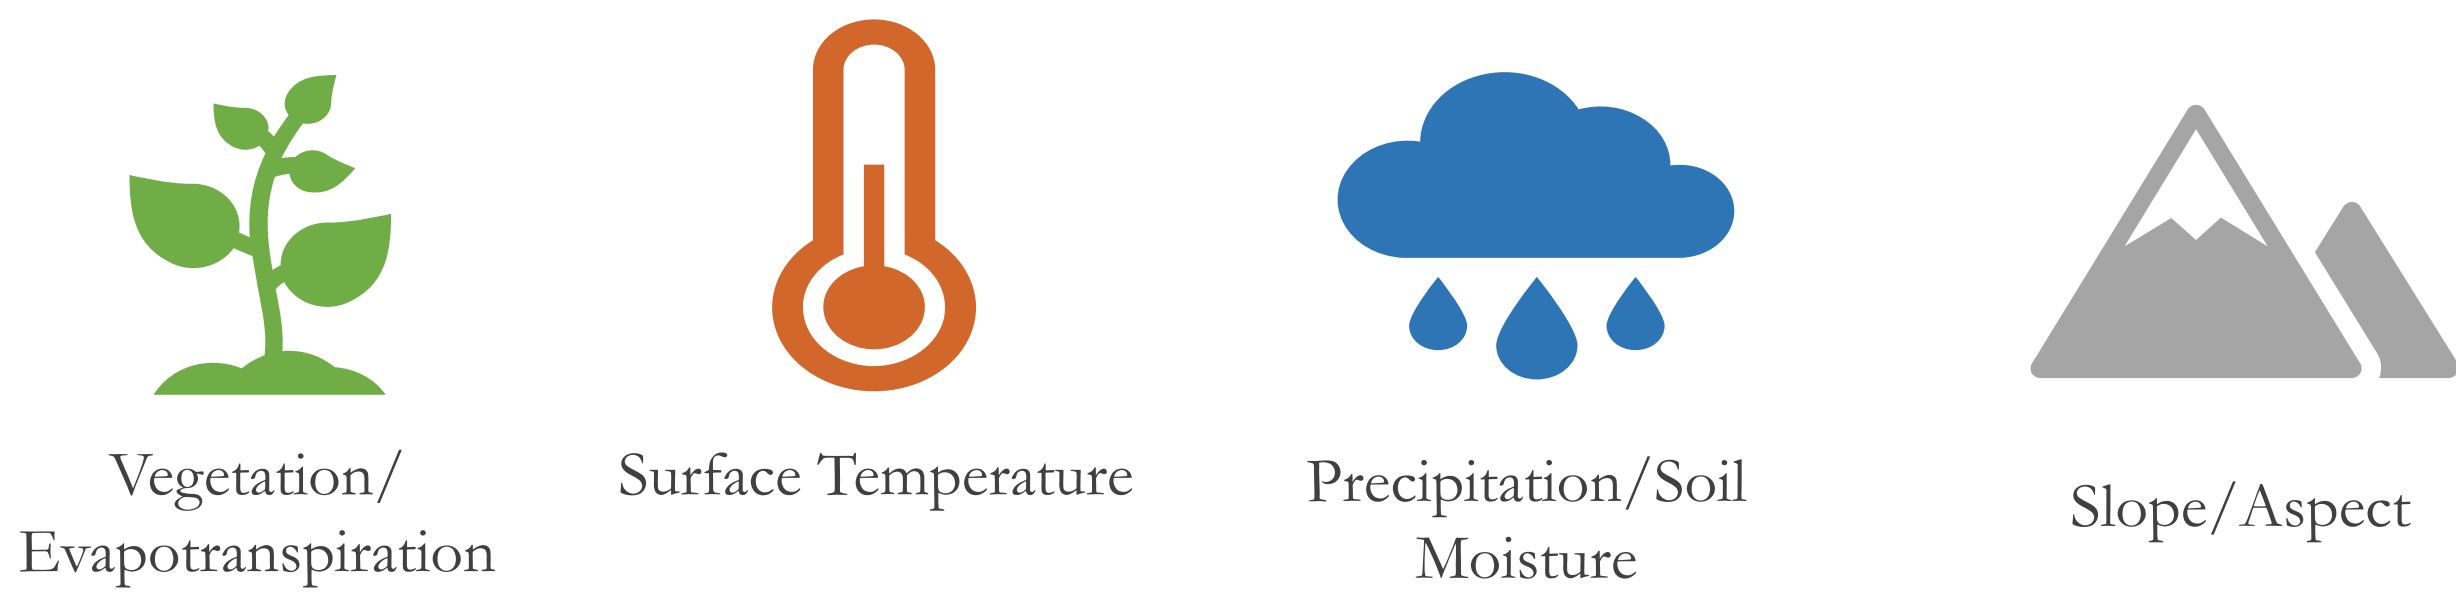 Vegetation/
Evapotranspiration
Surface Temperature
Precipitation/Soil
Moisture
Slope/Aspect